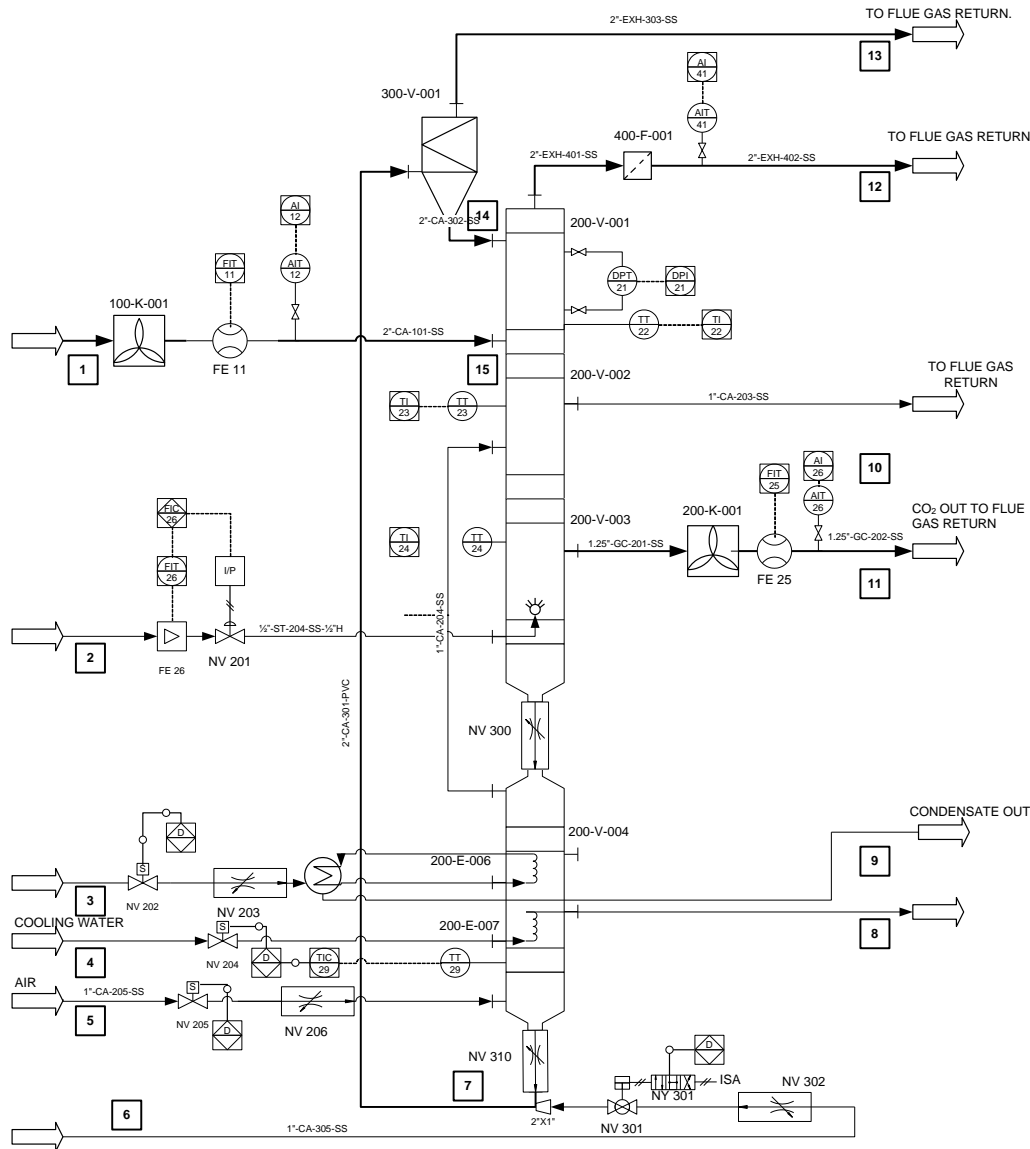 TO FLUE GAS RETURN.
2"-EXH-303-SS
13
AI
41
300-V-001
AIT
41
400-F-001
TO FLUE GAS RETURN
2"-EXH-401-SS
2"-EXH-402-SS
12
AI
12
14
2"-CA-302-SS
200-V-001
FIT
11
AIT
12
DPT
21
DPI
21
100-K-001
TT
22
TI
22
2"-CA-101-SS
1
FE 11
15
200-V-002
TO FLUE GAS
RETURN
TI
23
TT
23
1"-CA-203-SS
10
FIT
25
AI
26
AIT
26
FIC
26
200-K-001
CO₂ OUT TO FLUE
GAS RETURN
200-V-003
TI
24
TT
24
1.25"-GC-201-SS
1.25"-GC-202-SS
FE 25
11
FIT
26
I/P
1"-CA-204-SS
½"-ST-204-SS-½"H
2
FE 26
NV 201
2"-CA-301-PVC
NV 300
CONDENSATE OUT
D
200-V-004
S
200-E-006
9
3
NV 202
NV 203
COOLING WATER
S
200-E-007
8
4
NV 204
D
TIC
29
TT
29
AIR
1"-CA-205-SS
S
5
NV 205
D
NV 206
NV 310
D
7
ISA
NY 301
NV 302
6
2"X1"
NV 301
1"-CA-305-SS